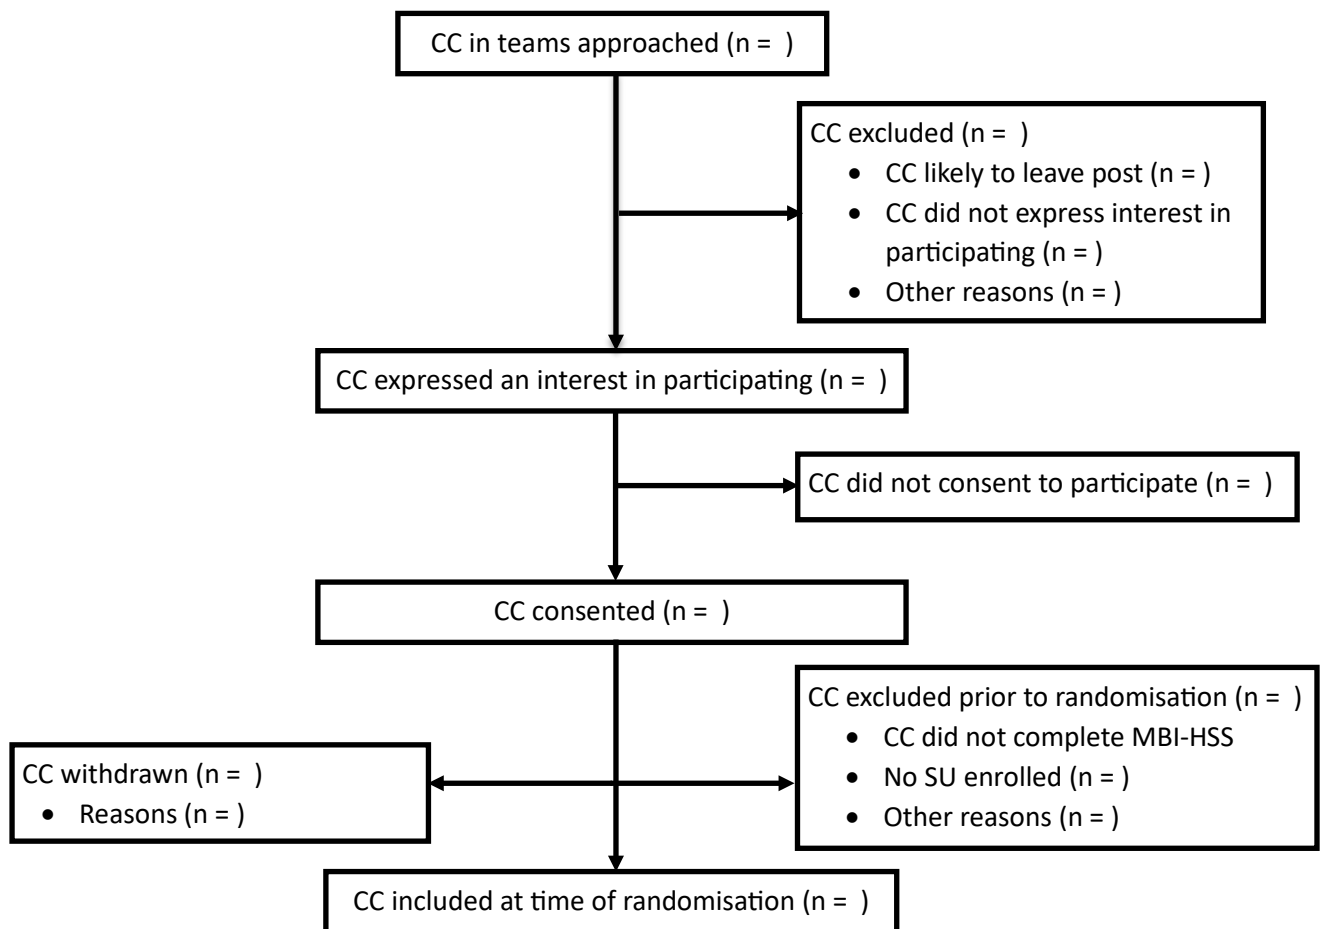 CC in teams approached (n =  )
CC excluded (n =  )
• CC likely to leave post (n = )
• CC did not express interest in
participating (n = )
• Other reasons (n = )
CC expressed an interest in participating (n =  )
CC did not consent to participate (n =  )
CC consented (n =  )
CC excluded prior to randomisation (n =  )
• CC did not complete MBI-HSS
• No SU enrolled (n = )
• Other reasons (n = )
CC withdrawn (n =  )
• Reasons (n = )
CC included at time of randomisation (n =  )